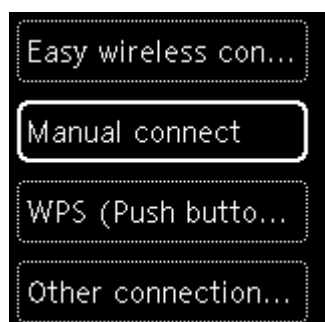 Easy wireless con...
Manual connect
WPS (Push butto...
Other connection...